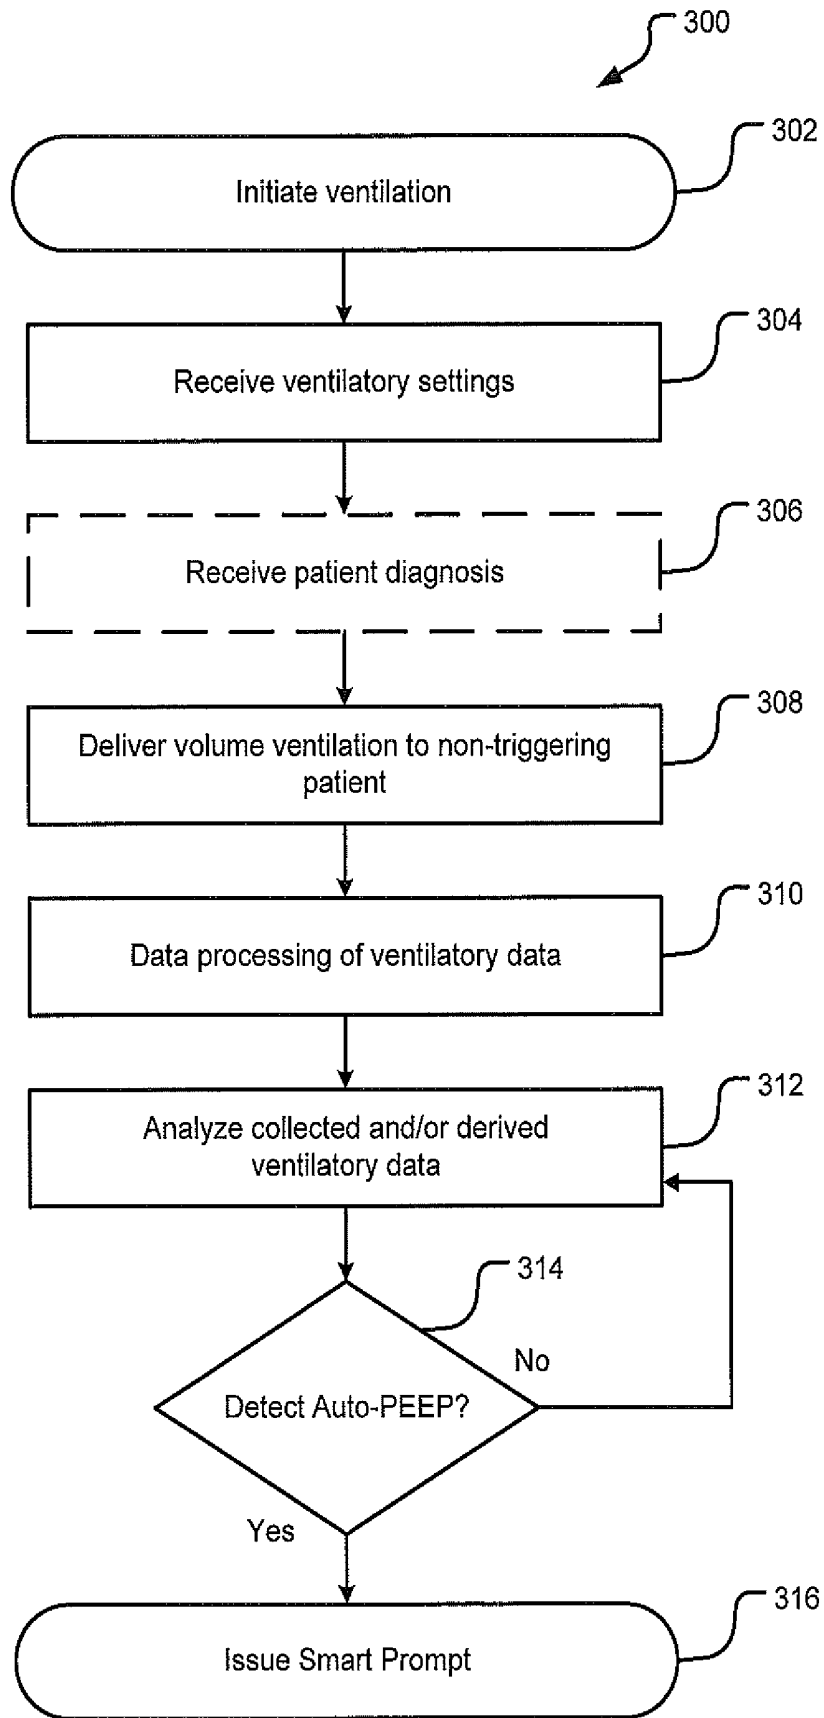 300
302
Initiate ventilation
304
Receive ventilatory settings
306
Receive patient diagnosis
308
Deliver volume ventilation to non-triggering
patient
310
Data processing of ventilatory data
312
Analyze collected and/or derived
ventilatory data
314
No
Detect Auto-PEEP?
Yes
316
Issue Smart Prompt